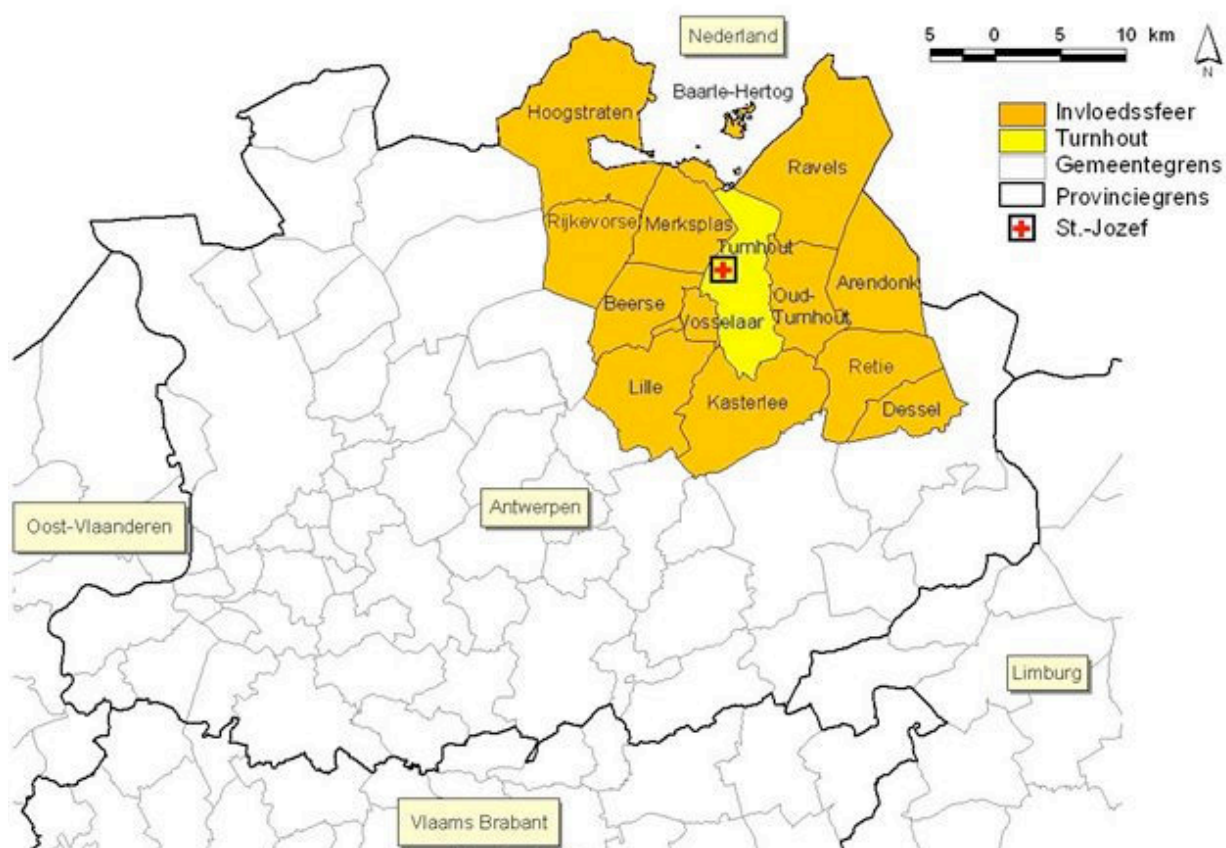 Nederland
5 0 5 10 km
N
Baarle-Hertog
Hoogstraten
Invloedssfeer
Turnhout
Gemeentegrens
Provinciegrens
St.-Jozef
Ravels
Rijkevorse
Merksplas
Turnhout
Arendonk
Beerse
Oud-
Turnhout
Vosselaar
Retie
Lille
Kasterlee
Dessel
Antwerpen
Oost-Vlaanderen
Limburg
Vlaams Brabant